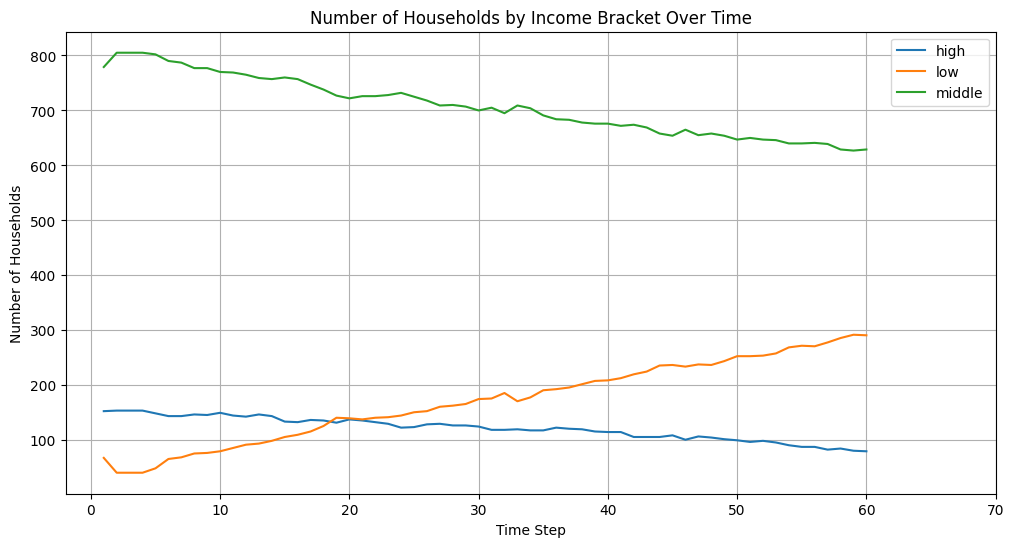 Number of Households by Income Bracket Over Time
high
low
middle
800
700
600
500
400
300
200
100
Number of Households
0 10 20 30 40 50 60 70
Time Step